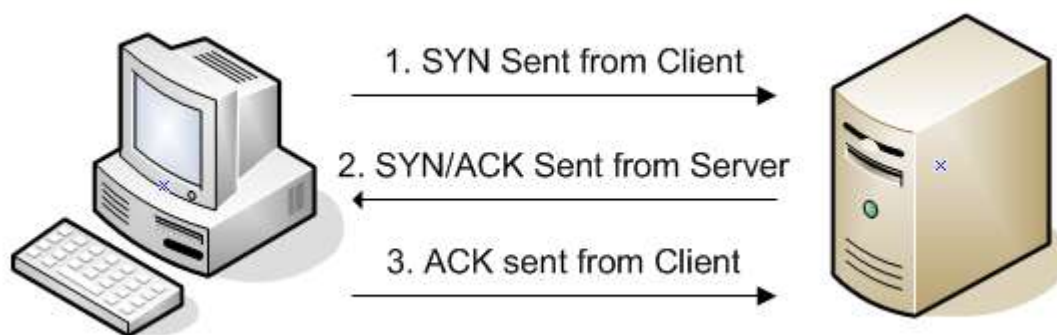 1. SYN Sent from Client
2. SYN/ACK Sent from Server
3. ACK sent from Client